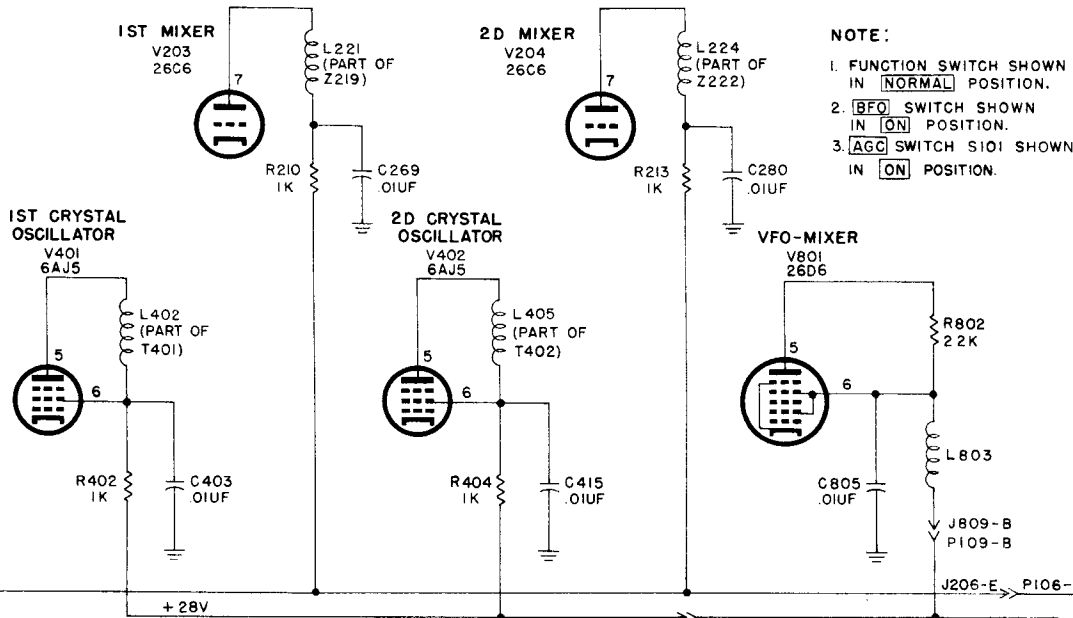 1ST MIXER
V203
26C6
7
L221
(PART OF
Z219)
R210
1K
C269
.01UF
2D MIXER
V204
26C6
7
L224
(PART OF
Z222)
R213
1K
C280
.01UF
NOTE:
1. FUNCTION SWITCH SHOWN
IN NORMAL POSITION.
2. BFO SWITCH SHOWN
IN ON POSITION.
3. AGC SWITCH S101 SHOWN
IN ON POSITION.
1ST CRYSTAL
OSCILLATOR
V401
6AJ5
5
6
L402
(PART OF
T401)
R402
1K
C403
.01UF
2D CRYSTAL
OSCILLATOR
V402
6AJ5
5
6
L405
(PART OF
T402)
R404
1K
C415
.01UF
VFO-MIXER
V801
26D6
5
6
R802
22K
L803
C805
.01UF
J809-B
P109-B
J206-E
P106-
+28V